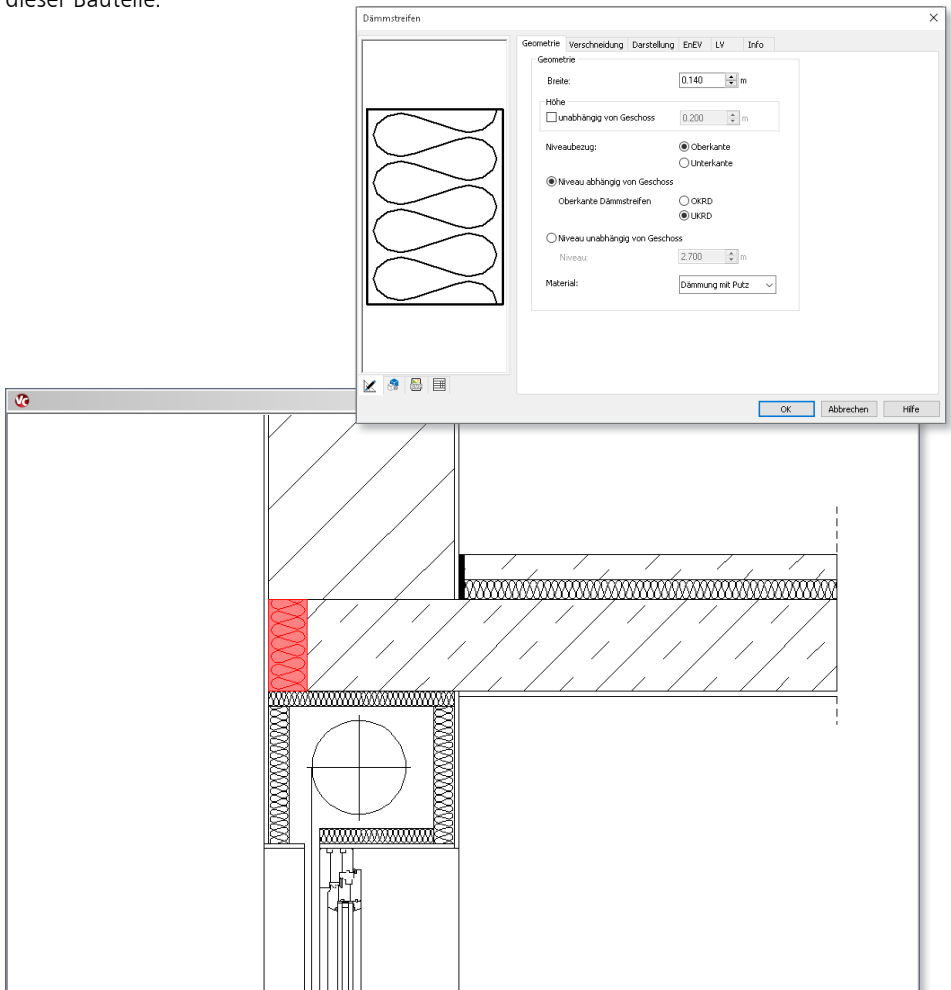 dieser Bauteile.
Dämmstreifen
Geometrie Verschneidung Darstellung EnEV LV Info
Geometrie
Breite: 0.140 m
Höhe
unabhängig von Geschoss 0.200 m
Niveaubezug: Oberkante
Unterkante
Niveau abhängig von Geschoss
Oberkante Dämmstreifen OKRD
UKRD
Niveau unabhängig von Geschoss
Niveau: 2.700 m
Material: Dämmung mit Putz
OK Abbrechen Hilfe
VC